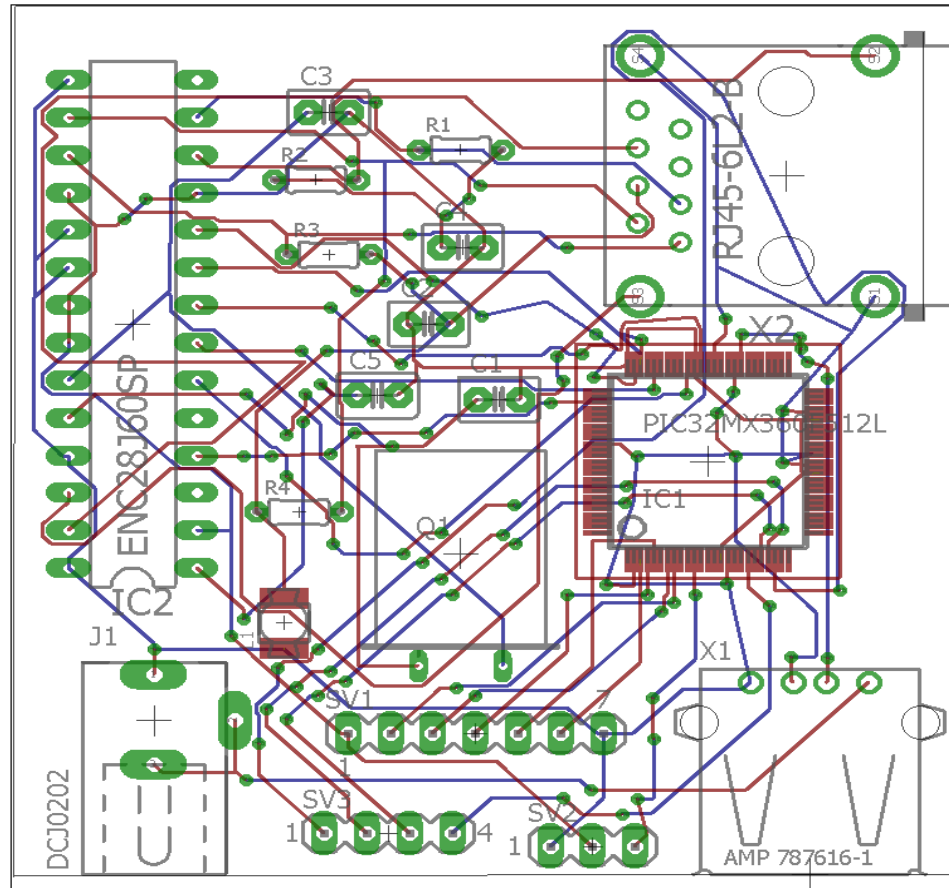 C3
S4
S2
R1
RJ45-6L2-B
R2
C4
R3
C2
S3
S1
X2
C5
C1
PIC32MX360F512L
ENC28J60SP
R4
IC1
Q1
IC2
L1
J1
X1
SV1
7
1
DCJ0202
SV3
1
4
SV2
1
AMP 787616-1